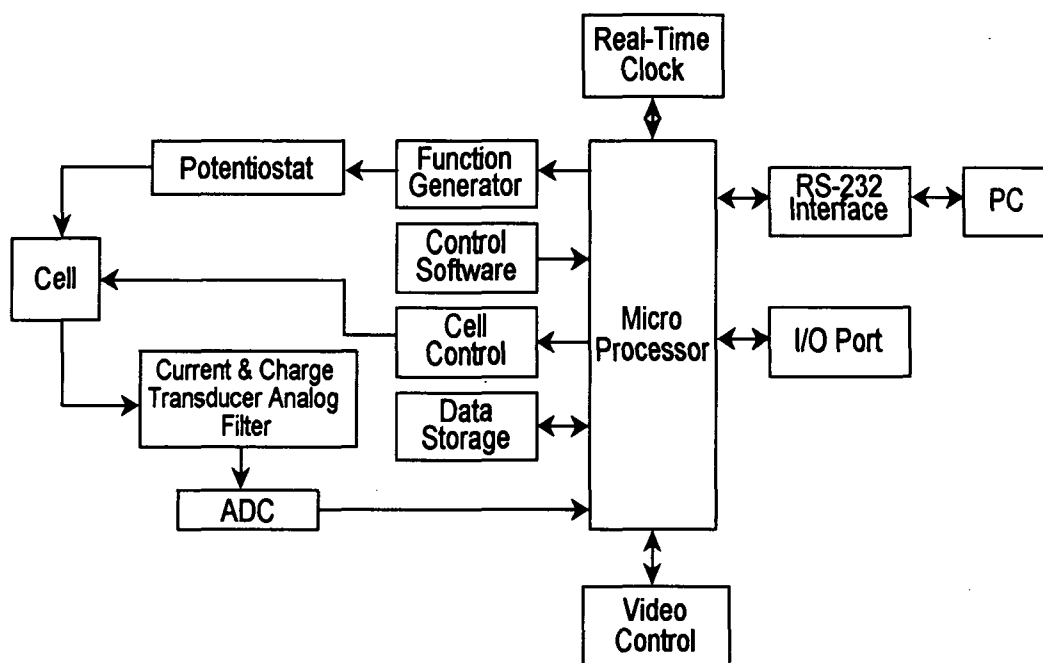 Real-Time
Clock
Potentiostat
Function
Generator
RS-232
Interface
PC
Control
Software
Cell
Micro
Processor
Cell
Control
I/O Port
Current & Charge
Transducer Analog
Filter
Data
Storage
ADC
Video
Control